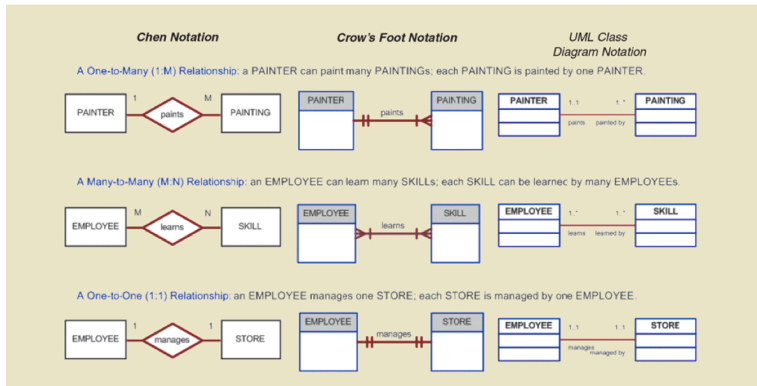 Chen Notation
Crow's Foot Notation
UML Class
Diagram Notation
A One-to-Many (1:M) Relationship: a PAINTER can paint many PAINTINGs; each PAINTING is painted by one PAINTER.
PAINTER
1
paints
M
PAINTING
PAINTER
paints
PAINTING
PAINTER
1..1
1..*
PAINTING
paints
painted by
A Many-to-Many (M:N) Relationship: an EMPLOYEE can learn many SKILLs; each SKILL can be learned by many EMPLOYEEs.
EMPLOYEE
M
learns
N
SKILL
EMPLOYEE
learns
SKILL
EMPLOYEE
1..*
1..*
SKILL
learns
learned by
A One-to-One (1:1) Relationship: an EMPLOYEE manages one STORE; each STORE is managed by one EMPLOYEE.
EMPLOYEE
1
manages
1
STORE
EMPLOYEE
manages
STORE
EMPLOYEE
1..1
1..1
STORE
manages
managed by